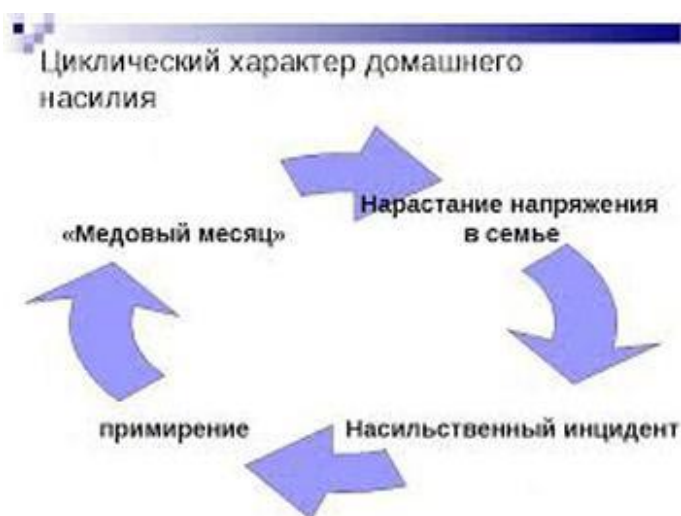 Циклический характер домашнего
насилия
«Медовый месяц»
Нарастание напряжения
в семье
Насильственный инцидент
примирение